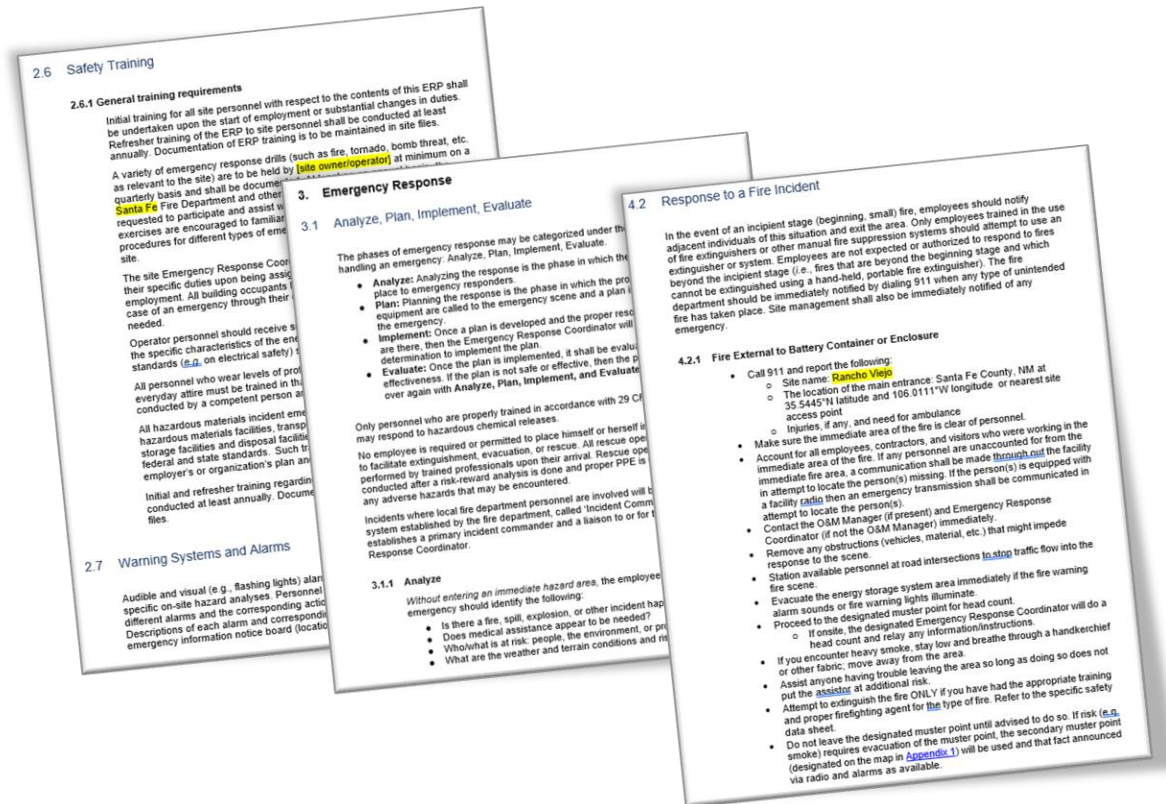 2.6 Safety Training
2.6.1 General training requirements
Initial training for all site personnel with respect to the contents of this ERP shall
be undertaken upon the start of employment or substantial changes in duties.
Refresher training of the ERP to site personnel shall be conducted at least
annually. Documentation of ERP training is to be maintained in site files.
A variety of emergency response drills (such as fire, tornado, bomb threat, etc.
as relevant to the site) are to be held by [site owner/operator] at minimum on a
quarterly basis and shall be
Santa Fe Fire Department and other
requested to participate and assist
exercises are encouraged to
procedures for different types of
site.
The site Emergency Response
their specific duties upon being
employment. All building occupants
case of an emergency through their
needed.
Operator personnel should receive
the specific characteristics of the
standards (e.g. on electrical safety)
All personnel who wear levels of
everyday attire must be trained in
conducted by a competent person
All hazardous materials incident
hazardous materials facilities,
storage facilities and disposal
federal and state standards. Such
employer's or organization's plan
Initial and refresher training
conducted at least annually.
files.
2.7 Warning Systems and Alarms
Audible and visual (e.g., flashing lights)
specific on-site hazard analyses. Personnel
different alarms and the corresponding
Descriptions of each alarm and
emergency information notice board
3. Emergency Response
3.1 Analyze, Plan, Implement, Evaluate
The phases of emergency response may be categorized under the
handling an emergency: Analyze, Plan, Implement, Evaluate.
• Analyze: Analyzing the response is the phase in which the
place to emergency responders.
• Plan: Planning the response is the phase in which the
equipment are called to the emergency scene and a plan
the emergency.
• Implement: Once a plan is developed and the proper
are there, then the Emergency Response Coordinator will
determination to implement the plan.
• Evaluate: Once the plan is implemented, it shall be
effectiveness. If the plan is not safe or effective, then the
over again with Analyze, Plan, Implement, and Evaluate
Only personnel who are properly trained in accordance with 29
may respond to hazardous chemical releases.
No employee is required or permitted to place himself or herself
to facilitate extinguishment, evacuation, or rescue. All rescue
performed by trained professionals upon their arrival. Rescue
conducted after a risk-reward analysis is done and proper PPE is
any adverse hazards that may be encountered.
Incidents where local fire department personnel are involved will
system established by the fire department, called 'Incident
establishes a primary incident commander and a liaison to or for
Response Coordinator.
3.1.1 Analyze
Without entering an immediate hazard area, the employee
emergency should identify the following:
• Is there a fire, spill, explosion, or other incident
• Does medical assistance appear to be needed?
• Who/what is at risk: people, the environment, or
• What are the weather and terrain conditions and
4.2 Response to a Fire Incident
In the event of an incipient stage (beginning, small) fire, employees should notify
adjacent individuals of this situation and exit the area. Only employees trained in the use
of fire extinguishers or other manual fire suppression systems should attempt to use an
extinguisher or system. Employees are not expected or authorized to respond to fires
beyond the incipient stage (i.e., fires that are beyond the beginning stage and which
cannot be extinguished using a hand-held, portable fire extinguisher). The fire
department should be immediately notified by dialing 911 when any type of unintended
fire has taken place. Site management shall also be immediately notified of any
emergency.
4.2.1 Fire External to Battery Container or Enclosure
• Call 911 and report the following:
o Site name: Rancho Viejo
o The location of the main entrance: Santa Fe County, NM at
35.5445°N latitude and 106.0111°W longitude or nearest site
access point
o Injuries, if any, and need for ambulance
• Make sure the immediate area of the fire is clear of personnel.
• Account for all employees, contractors, and visitors who were working in the
immediate area of the fire. If any personnel are unaccounted for from the
immediate fire area, a communication shall be made through out the facility
in attempt to locate the person(s) missing. If the person(s) is equipped with
a facility radio then an emergency transmission shall be communicated in
attempt to locate the person(s).
• Contact the O&M Manager (if present) and Emergency Response
Coordinator (if not the O&M Manager) immediately.
• Remove any obstructions (vehicles, material, etc.) that might impede
response to the scene.
• Station available personnel at road intersections to stop traffic flow into the
fire scene.
• Evacuate the energy storage system area immediately if the fire warning
alarm sounds or fire warning lights illuminate.
• Proceed to the designated muster point for head count.
o If onsite, the designated Emergency Response Coordinator will do a
head count and relay any information/instructions.
• If you encounter heavy smoke, stay low and breathe through a handkerchief
or other fabric; move away from the area.
• Assist anyone having trouble leaving the area so long as doing so does not
put the assistor at additional risk.
• Attempt to extinguish the fire ONLY if you have had the appropriate training
and proper firefighting agent for the type of fire. Refer to the specific safety
data sheet.
• Do not leave the designated muster point until advised to do so. If risk (e.g.
smoke) requires evacuation of the muster point, the secondary muster point
(designated on the map in Appendix 1) will be used and that fact announced
via radio and alarms as available.